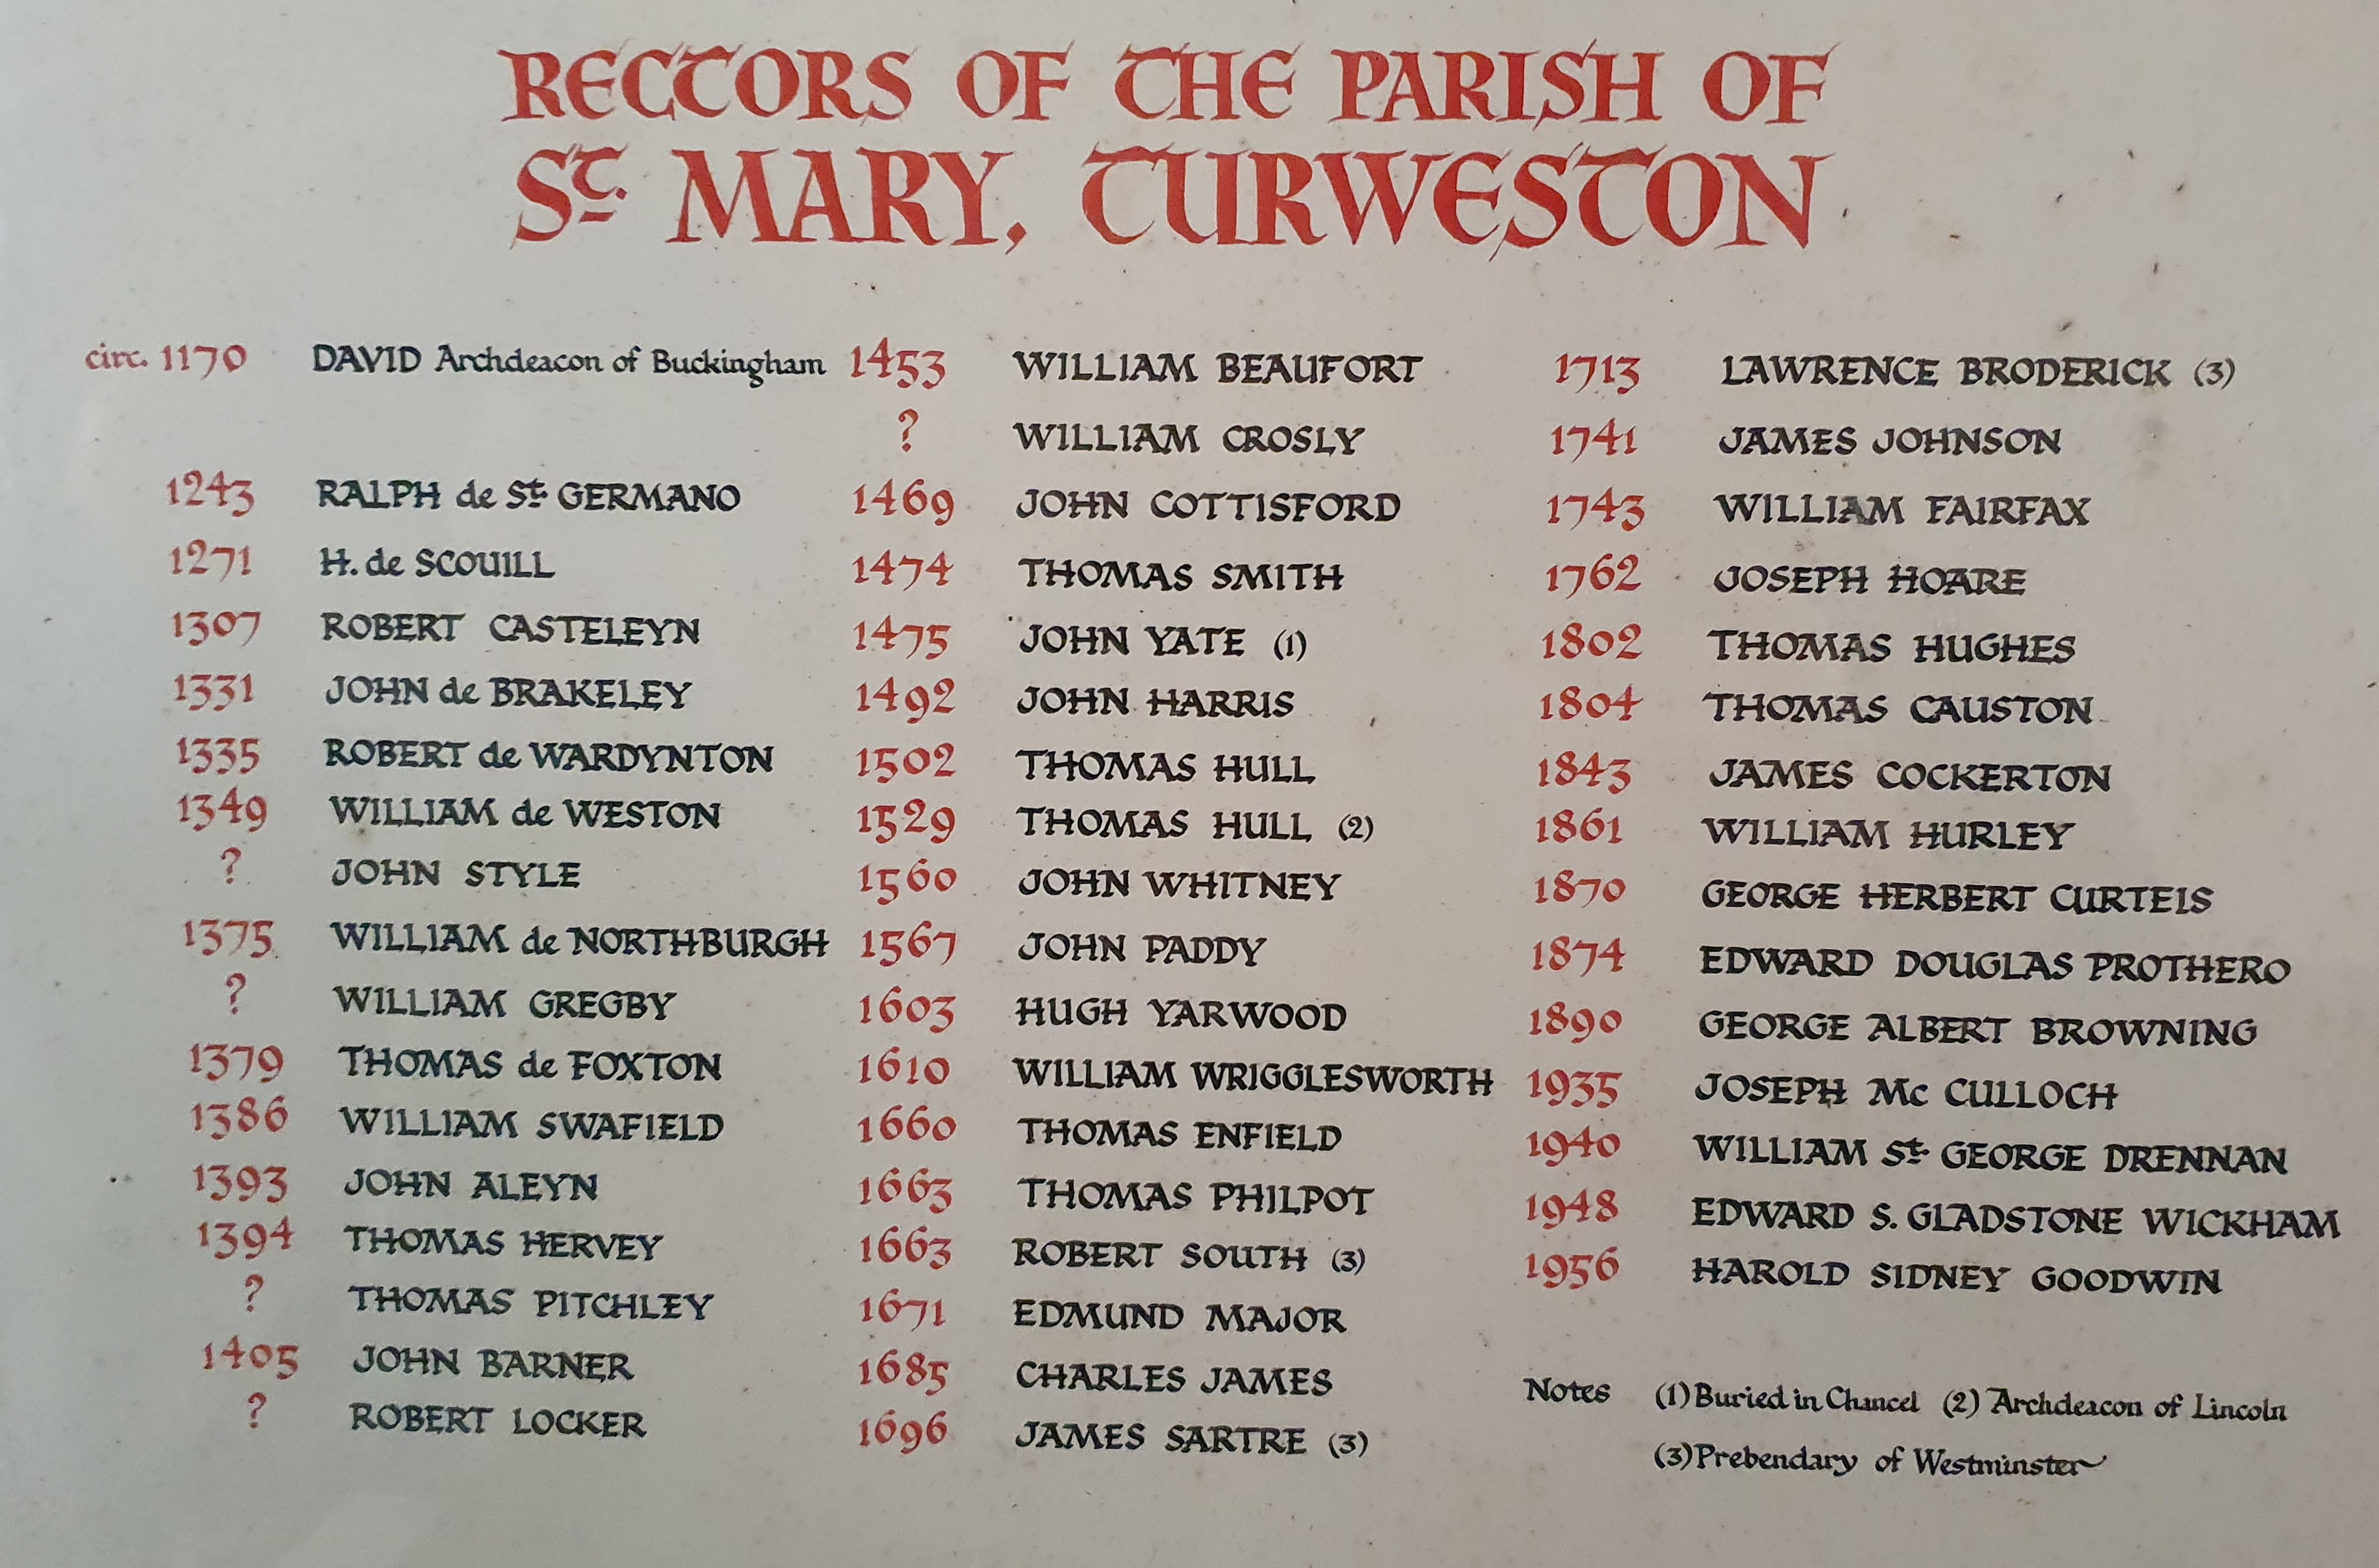 RECTORS OF THE PARISH OF
St. MARY, TURWESTON
circ. 1170 DAVID Archdeacon of Buckingham
1243 RALPH de St. GERMANO
1271 H. de SCOUILL
1307 ROBERT CASTELEYN
1331 JOHN de BRAKELEY
1335 ROBERT de WARDYNTON
1349 WILLIAM de WESTON
? JOHN STYLE
1375 WILLIAM de NORTHBURGH
? WILLIAM GREGBY
1379 THOMAS de FOXTON
1386 WILLIAM SWAFIELD
1393 JOHN ALEYN
1394 THOMAS HERVEY
? THOMAS PITCHLEY
1405 JOHN BARNER
? ROBERT LOCKER
1453 WILLIAM BEAUFORT
? WILLIAM CROSLY
1469 JOHN COTTISFORD
1474 THOMAS SMITH
1475 JOHN YATE (1)
1492 JOHN HARRIS
1502 THOMAS HULL
1529 THOMAS HULL (2)
1560 JOHN WHITNEY
1567 JOHN PADDY
1603 HUGH YARWOOD
1610 WILLIAM WRIGGLESWORTH
1660 THOMAS ENFIELD
1663 THOMAS PHILPOT
1663 ROBERT SOUTH (3)
1671 EDMUND MAJOR
1685 CHARLES JAMES
1696 JAMES SARTRE (3)
1713 LAWRENCE BRODERICK (3)
1741 JAMES JOHNSON
1743 WILLIAM FAIRFAX
1762 JOSEPH HOARE
1802 THOMAS HUGHES
1804 THOMAS CAUSTON
1843 JAMES COCKERTON
1861 WILLIAM HURLEY
1870 GEORGE HERBERT CURTEIS
1874 EDWARD DOUGLAS PROTHERO
1890 GEORGE ALBERT BROWNING
1935 JOSEPH Mc CULLOCH
1940 WILLIAM St. GEORGE DRENNAN
1948 EDWARD S. GLADSTONE WICKHAM
1956 HAROLD SIDNEY GOODWIN
Notes (1) Buried in Chancel (2) Archdeacon of Lincoln
(3) Prebendary of Westminster